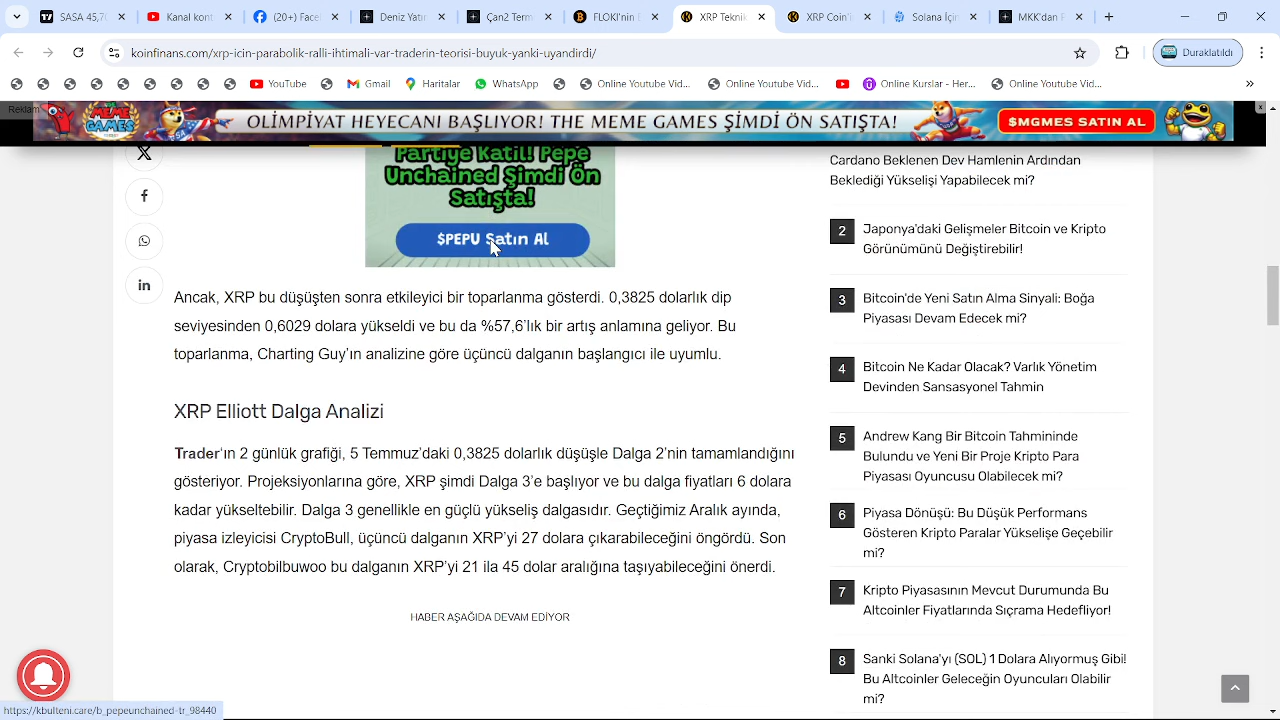 SASA 5,70
Kanal kont
(20+) Face
Deniz Yatırı
Çan2 Term
FLOKI'nin I
XRP Teknik
XRP Coin'i
Solana İçin
MKK'dan E
koinfinans.com/xrp-icin-parabolik-ralli-ihtimali-var-traderin-teorisi-buyuk-yanki-uyandirdi/
Duraklatıldı
YouTube
Gmail
Haritalar
WhatsApp
Online Youtube Vid...
Online Youtube Vid...
Online Kurslar - Her...
Online Youtube Vid...
Reklam
MEME GAMES
OLİMPİYAT HEYECANI BAŞLIYOR, THE MEME GAMES ŞİMDİ ÖN SATIŞTA!
$MGMES SATIN AL
Partiye Katıl! Pepe
Unchained Şimdi Ön
Satışta!
$PEPU Satın Al
Ancak, XRP bu düşüşten sonra etkileyici bir toparlanma gösterdi. 0,3825 dolarlık dip
seviyesinden 0,6029 dolara yükseldi ve bu da %57,6'lık bir artış anlamına geliyor. Bu
toparlanma, Charting Guy'ın analizine göre üçüncü dalganın başlangıcı ile uyumlu.
XRP Elliott Dalga Analizi
Trader'ın 2 günlük grafiği, 5 Temmuz'daki 0,3825 dolarlık düşüşle Dalga 2'nin tamamlandığını
gösteriyor. Projeksiyonlarına göre, XRP şimdi Dalga 3'e başlıyor ve bu dalga fiyatları 6 dolara
kadar yükseltebilir. Dalga 3 genellikle en güçlü yükseliş dalgasıdır. Geçtiğimiz Aralık ayında,
piyasa izleyicisi CryptoBull, üçüncü dalganın XRP'yi 27 dolara çıkarabileceğini öngördü. Son
olarak, Cryptobilbuwoo bu dalganın XRP'yi 21 ila 45 dolar aralığına taşıyabileceğini önerdi.
HABER AŞAĞIDA DEVAM EDİYOR
Cardano Beklenen Dev Hamlenin Ardından
Beklediği Yükselişi Yapabilecek mi?
2
Japonya'daki Gelişmeler Bitcoin ve Kripto
Görünümünü Değiştirebilir!
3
Bitcoin'de Yeni Satın Alma Sinyali: Boğa
Piyasası Devam Edecek mi?
4
Bitcoin Ne Kadar Olacak? Varlık Yönetim
Devinden Sansasyonel Tahmin
5
Andrew Kang Bir Bitcoin Tahmininde
Bulundu ve Yeni Bir Proje Kripto Para
Piyasası Oyuncusu Olabilecek mi?
6
Piyasa Dönüşü: Bu Düşük Performans
Gösteren Kripto Paralar Yükselişe Geçebilir
mi?
7
Kripto Piyasasının Mevcut Durumunda Bu
Altcoinler Fiyatlarında Sıçrama Hedefliyor!
8
Sanki Solana'yı (SOL) 1 Dolara Alıyormuş Gibi!
Bu Altcoinler Geleceğin Oyuncuları Olabilir
mi?
https://kbulteni.care/b_pepeunchained-tr_98440